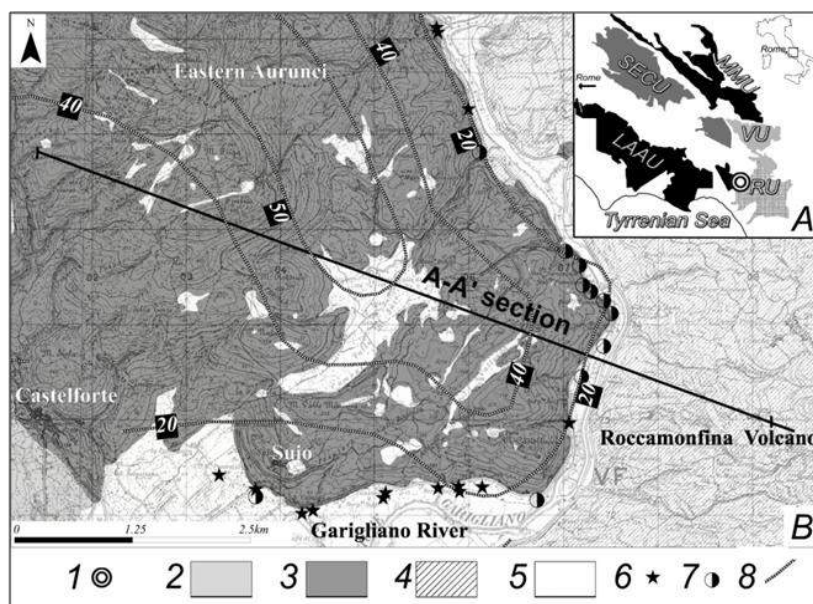 N
40
Eastern Aurunci
40
20
50
A-A' section
40
20
20
Castelforte
Sujo
Roccamonfina Volcano
VF
GARIGLIANO
Garigliano River
0
1.25
2.5km
B
Rome
Rome
SECU
MMU
VU
LAAU
RU
Tyrrenian Sea
A
1
2
3
4
5
6
7
8